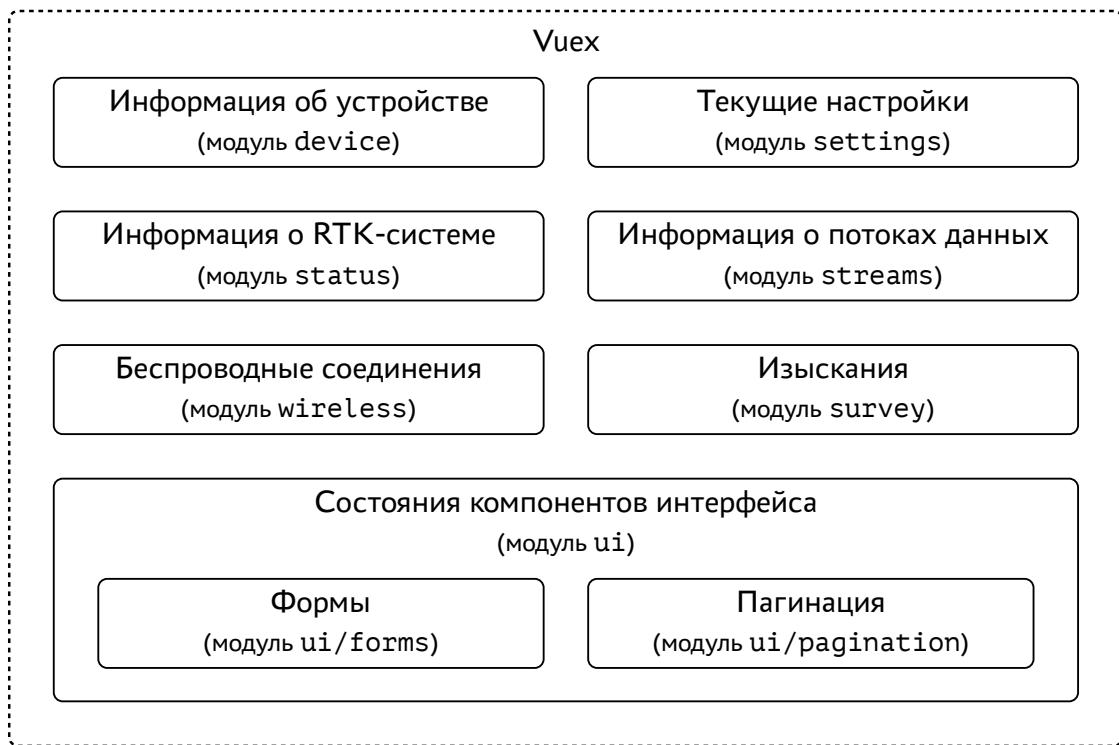 Vuex
Информация об устройстве
(модуль device)
Текущие настройки
(модуль settings)
Информация о RTK-системе
(модуль status)
Информация о потоках данных
(модуль streams)
Беспроводные соединения
(модуль wireless)
Изыскания
(модуль survey)
Состояния компонентов интерфейса
(модуль ui)
Формы
(модуль ui/forms)
Пагинация
(модуль ui/pagination)